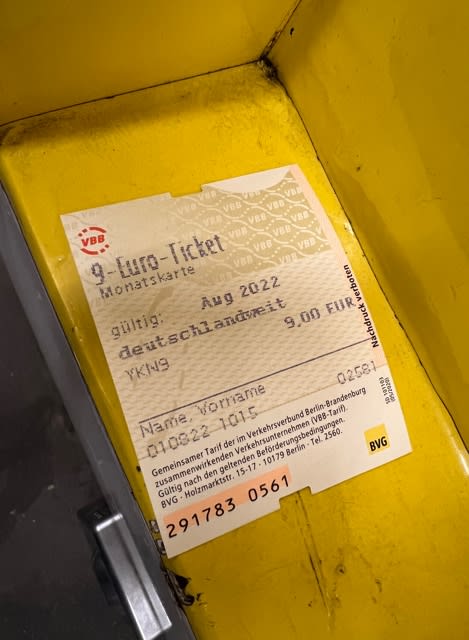 VBB
9-Euro-Ticket
Monatskarte
gültig: Aug 2022
deutschlandweit
9,00 EUR
YKN9
Nachdruck verboten
Name, Vorname
010822 1015 02581
Gemeinsamer Tarif der im Verkehrsverbund Berlin-Brandenburg
zusammenwirkenden Verkehrsunternehmen (VBB-Tarif).
Gültig nach den geltenden Beförderungsbedingungen.
BVG · Holzmarktstr. 15-17 · 10179 Berlin · Tel. 2560.
BVG
291783 0561